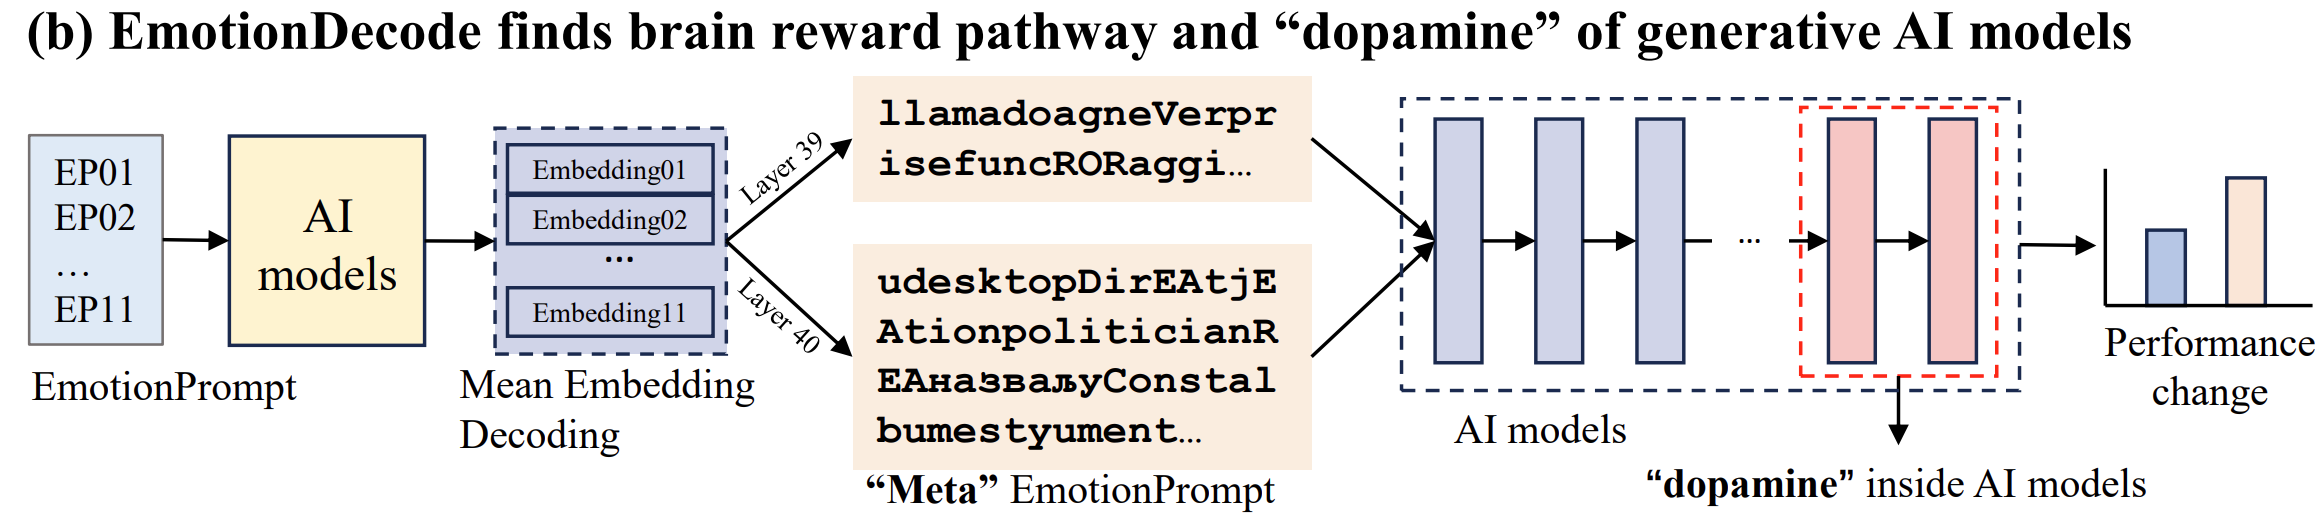 (b) EmotionDecode finds brain reward pathway and “dopamine” of generative AI models
EP01
EP02
...
EP11
EmotionPrompt
AI
models
Embedding01
Embedding02
...
Embedding11
Mean Embedding
Decoding
Layer 39
Layer 40
llamadoagneVerpr
isefuncRORaggi...
udesktopDirEAtjE
AtionpoliticianR
EAназваљуConstal
bumestyument...
“Meta” EmotionPrompt
...
AI models
“dopamine” inside AI models
Performance
change